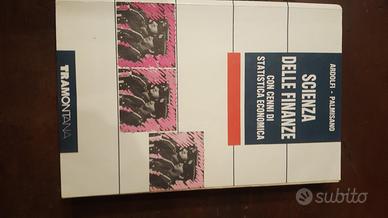 ARDOLFI - PALMISANO
SCIENZA
DELLE FINANZE
CON CENNI DI
STATISTICA ECONOMICA
TRAMONTANA
subito